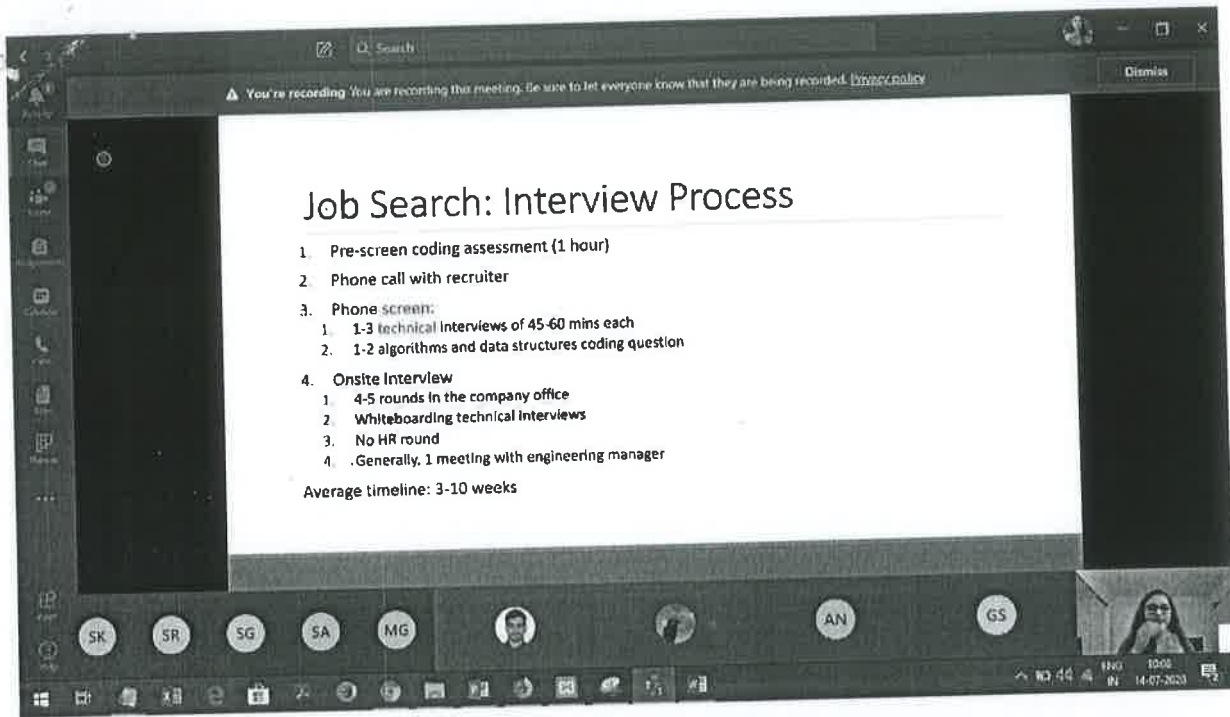 Search
You're recording You are recording this meeting. Be sure to let everyone know that they are being recorded. Privacy policy
Dismiss
Chat
Job Search: Interview Process
1. Pre-screen coding assessment (1 hour)
2. Phone call with recruiter
3. Phone screen:
1. 1-3 technical interviews of 45-60 mins each
2. 1-2 algorithms and data structures coding question
4. Onsite Interview
1. 4-5 rounds in the company office
2. Whiteboarding technical interviews
3. No HR round
4. Generally, 1 meeting with engineering manager
Average timeline: 3-10 weeks
SK SR SG SA MG AN GS
ENG
IN
14-07-2020